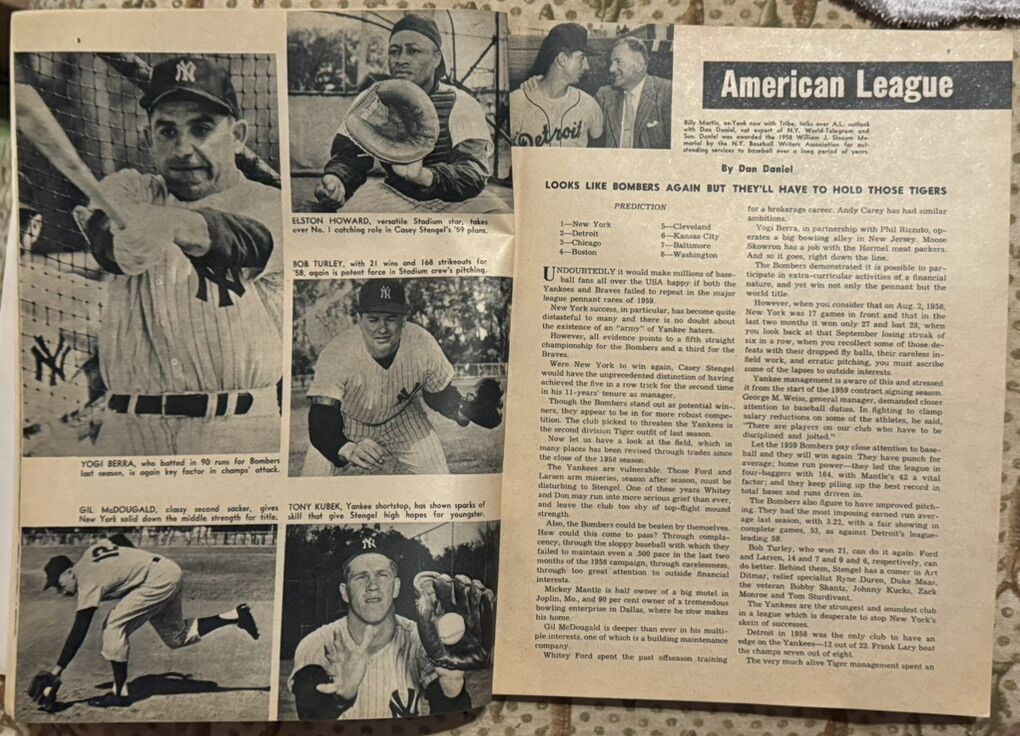 8
NY
ELSTON HOWARD, versatile Stadium star, takes
over No. 1 catching role in Casey Stengel's '59 plans.
BOB TURLEY, with 21 wins and 168 strikeouts for
'58, again is potent force in Stadium crew's pitching.
YOGI BERRA, who batted in 90 runs for Bombers
last season, is again key factor in champs' attack.
GIL McDOUGALD, classy second sacker, gives
New York solid down the middle strength for title.
TONY KUBEK, Yankee shortstop, has shown sparks of
skill that give Stengel high hopes for youngster.
9
Detroit
American League
Billy Martin, ex-Yank now with Tribe, talks over A.L. outlook
with Dan Daniel, vet expert of N.Y. World-Telegram and
Sun. Daniel was awarded the 1958 William J. Slocum Me-
morial by the N.Y. Baseball Writers Association for out-
standing services to baseball over a long period of years.
By Dan Daniel
LOOKS LIKE BOMBERS AGAIN BUT THEY'LL HAVE TO HOLD THOSE TIGERS
PREDICTION
1—New York
2—Detroit
3—Chicago
4—Boston
5—Cleveland
6—Kansas City
7—Baltimore
8—Washington
UNDOUBTEDLY it would make millions of base-
ball fans all over the USA happy if both the
Yankees and Braves failed to repeat in the major
league pennant races of 1959.
New York success, in particular, has become quite
distasteful to many and there is no doubt about
the existence of an "army" of Yankee haters.
However, all evidence points to a fifth straight
championship for the Bombers and a third for the
Braves.
Were New York to win again, Casey Stengel
would have the unprecedented distinction of having
achieved the five in a row trick for the second time
in his 11-years' tenure as manager.
Though the Bombers stand out as potential win-
ners, they appear to be in for more robust compe-
tition. The club picked to threaten the Yankees is
the second division Tiger outfit of last season.
Now let us have a look at the field, which in
many places has been revised through trades since
the close of the 1958 season.
The Yankees are vulnerable. Those Ford and
Larsen arm miseries, season after season, must be
disturbing to Stengel. One of these years Whitey
and Don may run into more serious grief than ever,
and leave the club too shy of top-flight mound
strength.
Also, the Bombers could be beaten by themselves.
How could this come to pass? Through compla-
cency, through the sloppy baseball with which they
failed to maintain even a .500 pace in the last two
months of the 1958 campaign, through carelessness,
through too great attention to outside financial
interests.
Mickey Mantle is half owner of a big motel in
Joplin, Mo., and 90 per cent owner of a tremendous
bowling enterprise in Dallas, where he now makes
his home.
Gil McDougald is deeper than ever in his multi-
ple interests, one of which is a building maintenance
company.
Whitey Ford spent the past offseason training
for a brokerage career. Andy Carey has had similar
ambitions.
Yogi Berra, in partnership with Phil Rizzuto, op-
erates a big bowling alley in New Jersey. Moose
Skowron has a job with the Hormel meat packers.
And so it goes, right down the line.
The Bombers demonstrated it is possible to par-
ticipate in extra-curricular activities of a financial
nature, and yet win not only the pennant but the
world title.
However, when you consider that on Aug. 2, 1958,
New York was 17 games in front and that in the
last two months it won only 27 and lost 28, when
you look back at that September losing streak of
six in a row, when you recollect some of those de-
feats with their dropped fly balls, their careless in-
field work, and erratic pitching, you must ascribe
some of the lapses to outside interests.
Yankee management is aware of this and stressed
it from the start of the 1959 contract signing season.
George M. Weiss, general manager, demanded closer
attention to baseball duties. In fighting to clamp
salary reductions on some of the athletes, he said,
"There are players on our club who have to be
disciplined and jolted."
Let the 1959 Bombers pay close attention to base-
ball and they will win again. They have punch for
average; home run power—they led the league in
four-baggers with 164, with Mantle's 42 a vital
factor; and they keep piling up the best record in
total bases and runs driven in.
The Bombers also figure to have improved pitch-
ing. They had the most imposing earned run aver-
age last season, with 3.22, with a fair showing in
complete games, 53, as against Detroit's league-
leading 59.
Bob Turley, who won 21, can do it again. Ford
and Larsen, 14 and 7 and 9 and 6, respectively, can
do better. Behind them, Stengel has a comer in Art
Ditmar, relief specialist Ryne Duren, Duke Maas,
the veteran Bobby Shantz, Johnny Kucks, Zack
Monroe and Tom Sturdivant.
The Yankees are the strongest and soundest club
in a league which is desperate to stop New York's
skein of successes.
Detroit in 1958 was the only club to have an
edge on the Yankees—12 out of 22. Frank Lary beat
the champs seven out of eight.
The very much alive Tiger management spent an